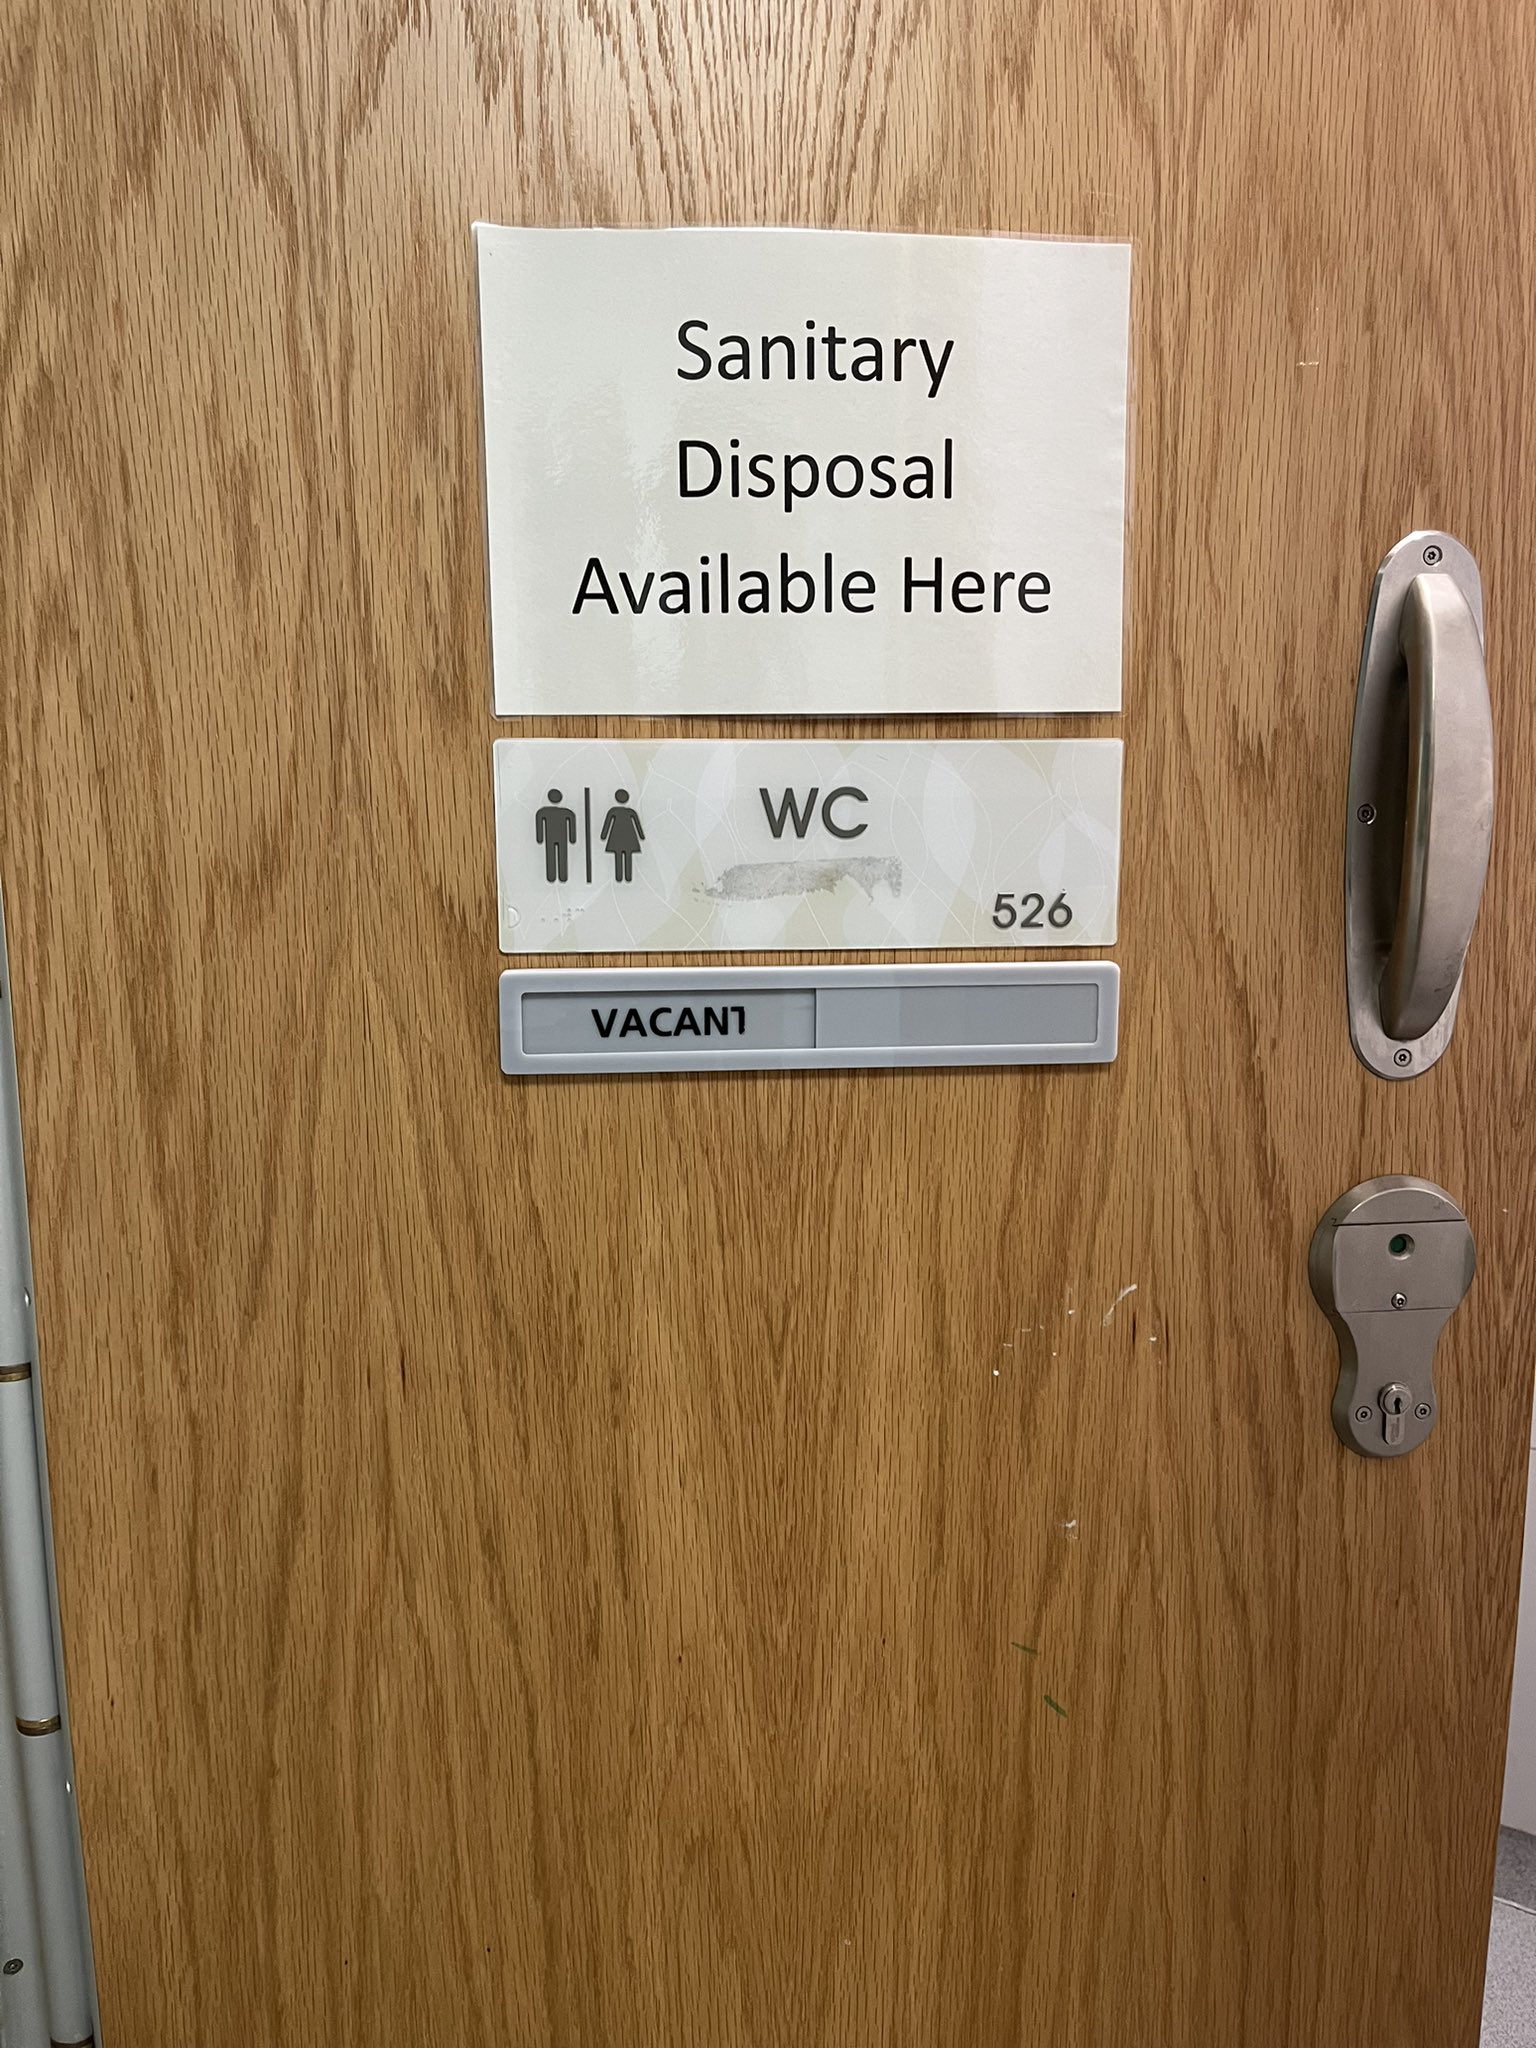 Sanitary
Disposal
Available Here
WC
526
VACANT